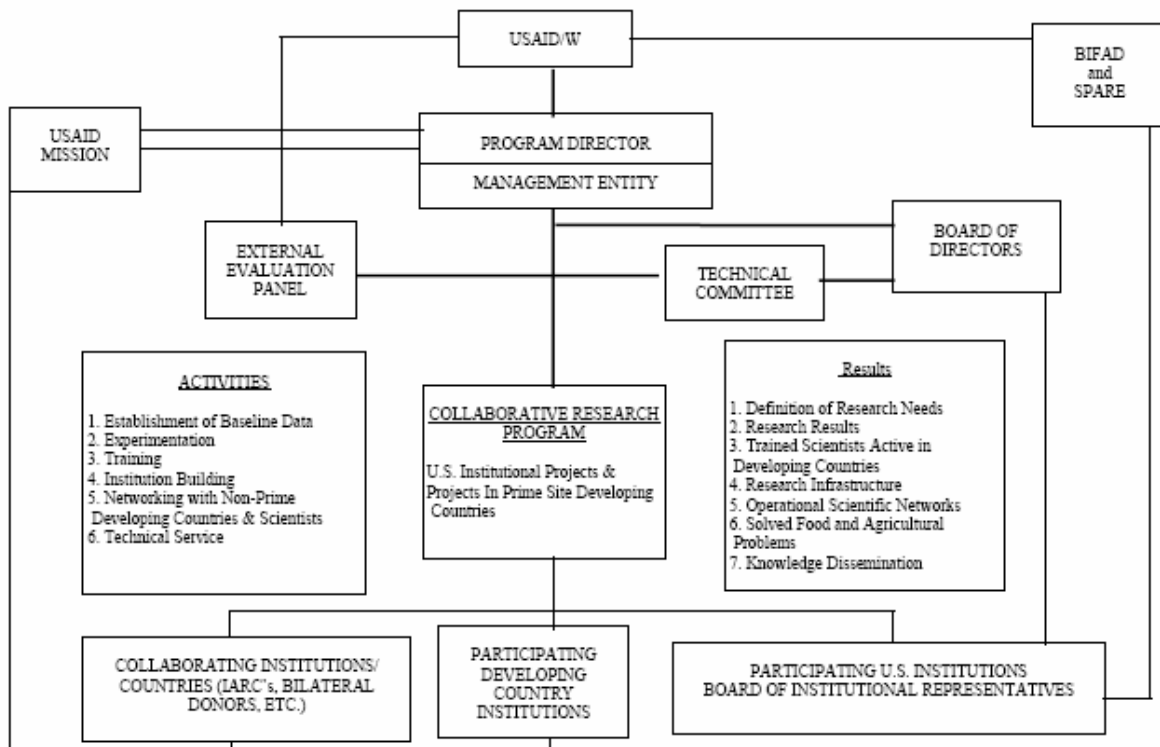 USAID/W
BIFAD
and
SPARE
USAID
MISSION
PROGRAM DIRECTOR
MANAGEMENT ENTITY
EXTERNAL
EVALUATION
PANEL
TECHNICAL
COMMITTEE
BOARD OF
DIRECTORS
ACTIVITIES
1. Establishment of Baseline Data
2. Experimentation
3. Training
4. Institution Building
5. Networking with Non-Prime
Developing Countries & Scientists
6. Technical Service
COLLABORATIVE RESEARCH
PROGRAM
U.S. Institutional Projects &
Projects In Prime Site Developing
Countries
Results
1. Definition of Research Needs
2. Research Results
3. Trained Scientists Active in
Developing Countries
4. Research Infrastructure
5. Operational Scientific Networks
6. Solved Food and Agricultural
Problems
7. Knowledge Dissemination
COLLABORATING INSTITUTIONS/
COUNTRIES (IARC"s, BILATERAL
DONORS, ETC.)
PARTICIPATING
DEVELOPING
COUNTRY
INSTITUTIONS
PARTICIPATING U.S. INSTITUTIONS
BOARD OF INSTITUTIONAL REPRESENTATIVES